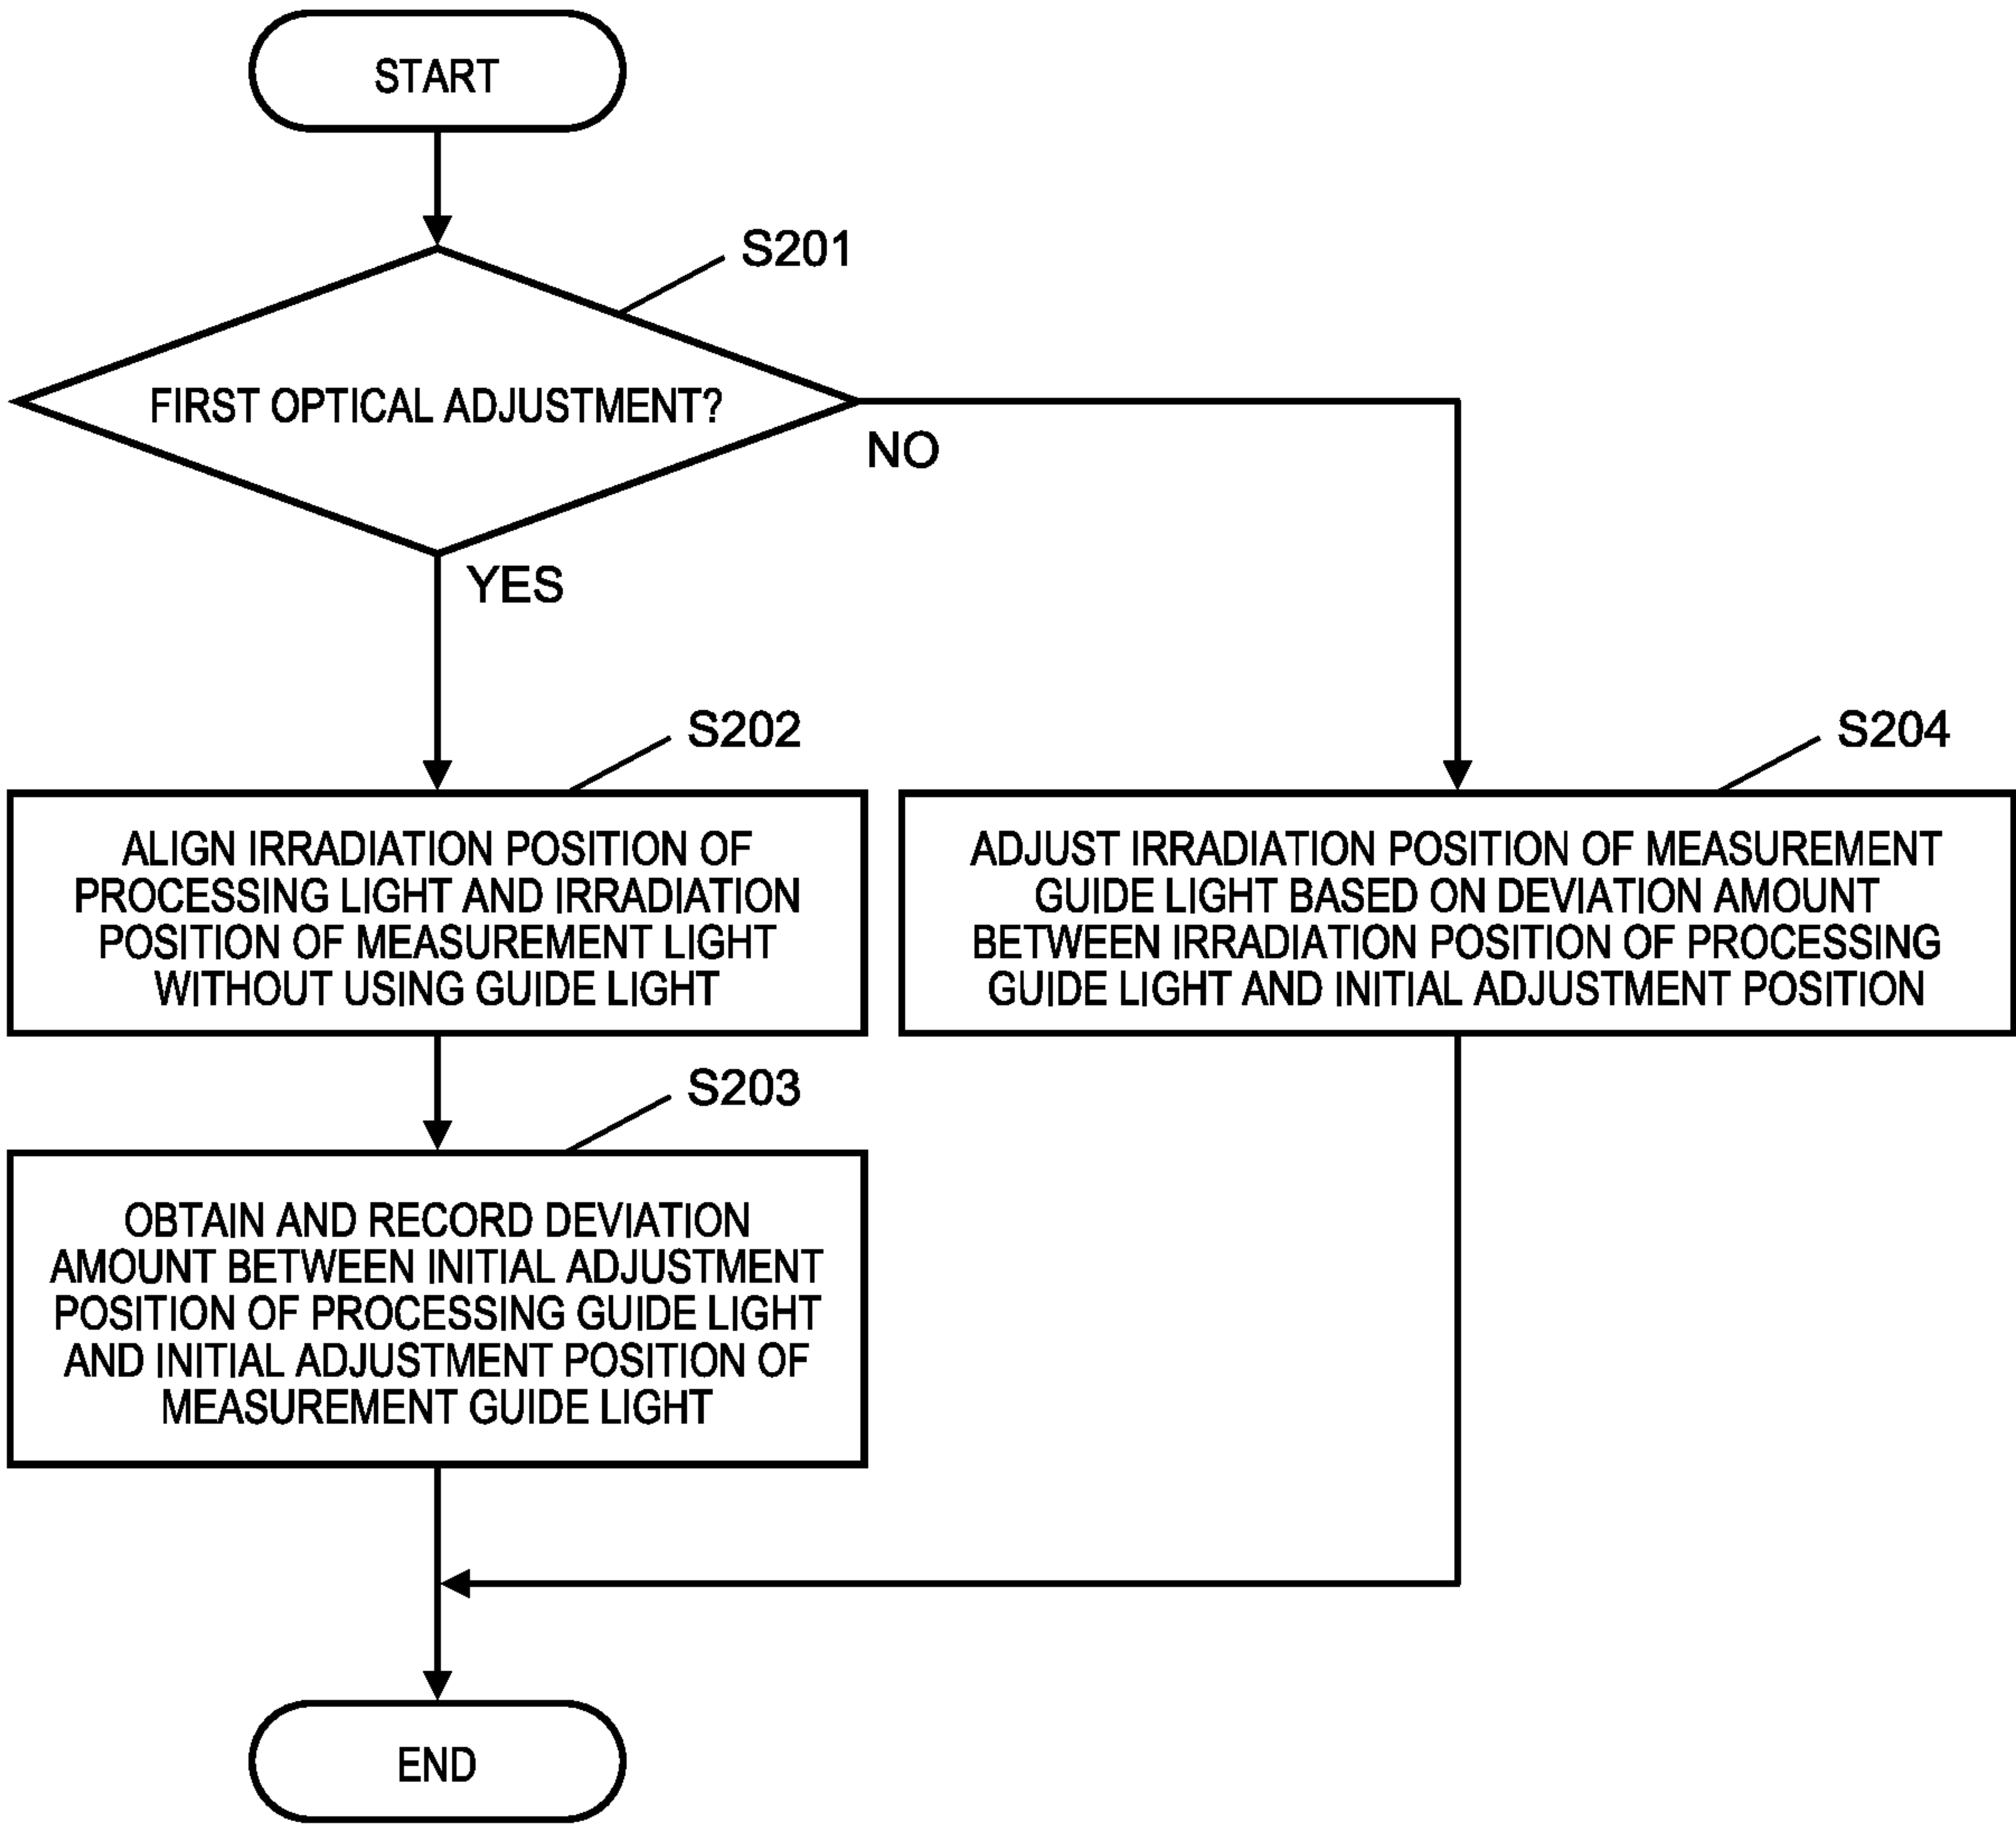 START
S201
FIRST OPTICAL ADJUSTMENT?
NO
YES
S202
ALIGN IRRADIATION POSITION OF
PROCESSING LIGHT AND IRRADIATION
POSITION OF MEASUREMENT LIGHT
WITHOUT USING GUIDE LIGHT
S204
ADJUST IRRADIATION POSITION OF MEASUREMENT
GUIDE LIGHT BASED ON DEVIATION AMOUNT
BETWEEN IRRADIATION POSITION OF PROCESSING
GUIDE LIGHT AND INITIAL ADJUSTMENT POSITION
S203
OBTAIN AND RECORD DEVIATION
AMOUNT BETWEEN INITIAL ADJUSTMENT
POSITION OF PROCESSING GUIDE LIGHT
AND INITIAL ADJUSTMENT POSITION OF
MEASUREMENT GUIDE LIGHT
END